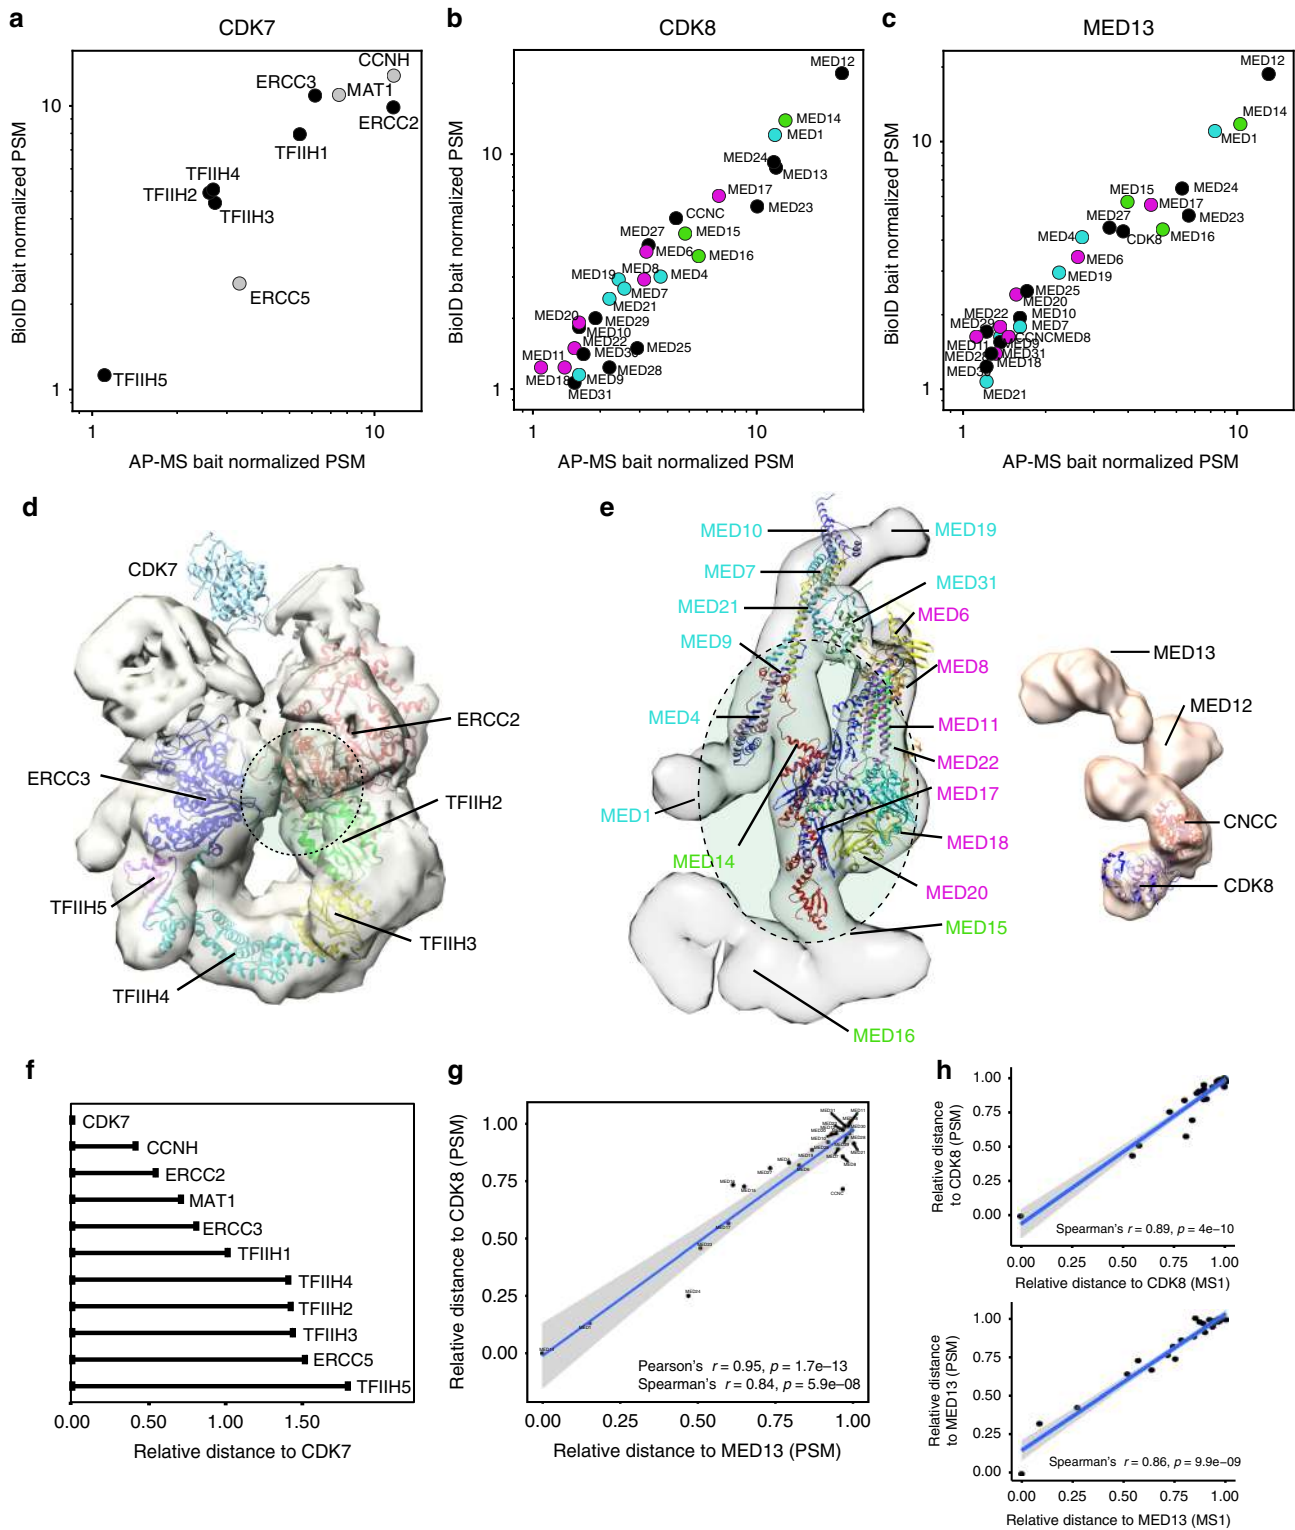 a
CDK7
BioID bait normalized PSM
10
1
CCNH
ERCC3
MAT1
ERCC2
TFIIH1
TFIIH4
TFIIH2
TFIIH3
ERCC5
TFIIH5
1
10
AP-MS bait normalized PSM
b
CDK8
BioID bait normalized PSM
10
1
MED12
MED14
MED1
MED24
MED13
MED17
MED23
CCNC
MED15
MED27
MED6
MED16
MED19
MED8
MED4
MED7
MED21
MED20
MED29
MED10
MED22
MED30
MED25
MED11
MED18
MED9
MED28
MED31
1
10
AP-MS bait normalized PSM
c
MED13
BioID bait normalized PSM
10
1
MED12
MED14
MED1
MED15
MED24
MED17
MED27
MED23
CDK8
MED16
MED4
MED6
MED19
MED25
MED20
MED22
MED10
MED29
MED7
CCNC
MED8
MED11
MED9
MED28
MED31
MED18
MED30
MED21
1
10
AP-MS bait normalized PSM
d
CDK7
ERCC2
ERCC3
TFIIH2
TFIIH5
TFIIH3
TFIIH4
e
MED10
MED19
MED7
MED31
MED21
MED6
MED9
MED8
MED4
MED11
MED22
MED17
MED1
MED18
MED14
MED20
MED15
MED16
MED13
MED12
CNCC
CDK8
f
CDK7
CCNH
ERCC2
MAT1
ERCC3
TFIIH1
TFIIH4
TFIIH2
TFIIH3
ERCC5
TFIIH5
0.00
0.50
1.00
1.50
Relative distance to CDK7
g
Relative distance to CDK8 (PSM)
1.00
0.75
0.50
0.25
0.00
CCNC
Pearson's r = 0.95, p = 1.7e−13
Spearman's r = 0.84, p = 5.9e−08
0.00
0.25
0.50
0.75
1.00
Relative distance to MED13 (PSM)
h
Relative distance
to CDK8 (PSM)
1.00
0.75
0.50
0.25
0.00
Spearman's r = 0.89, p = 4e−10
0.00
0.25
0.50
0.75
1.00
Relative distance to CDK8 (MS1)
Relative distance
to MED13 (PSM)
1.00
0.75
0.50
0.25
0.00
Spearman's r = 0.86, p = 9.9e−09
0.00
0.25
0.50
0.75
1.00
Relative distance to MED13 (MS1)